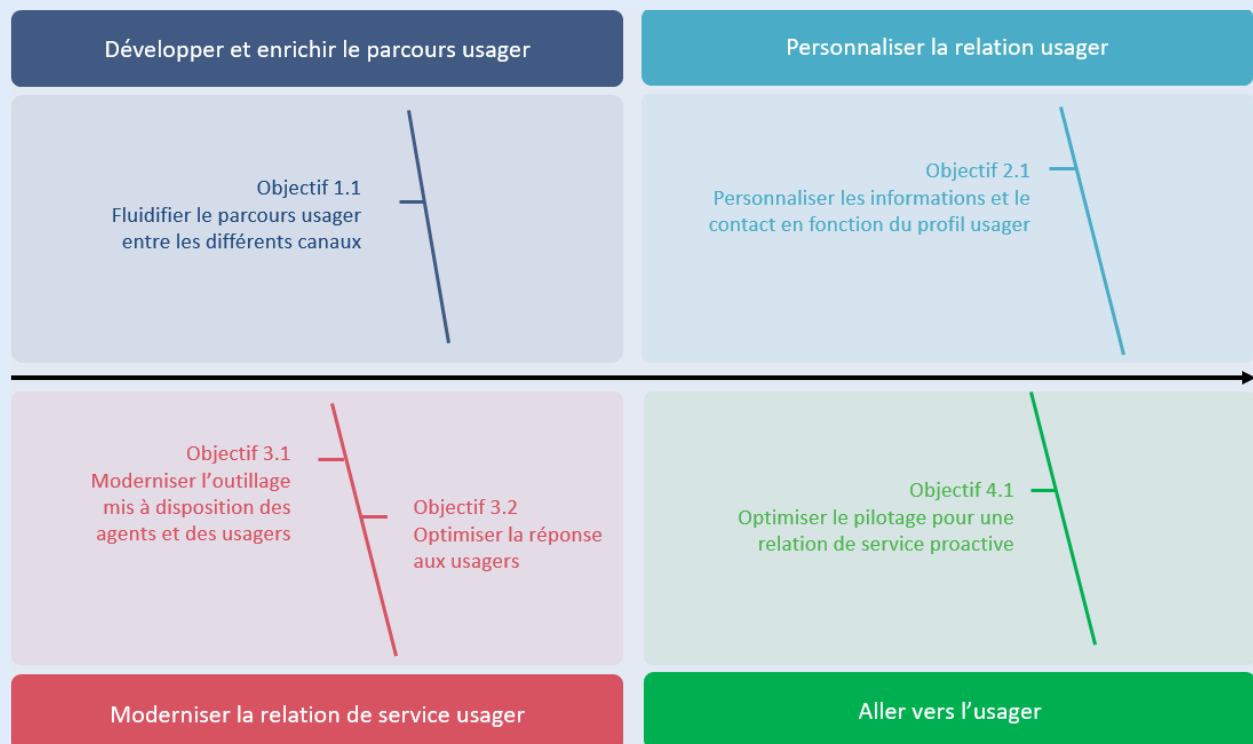 Développer et enrichir le parcours usager
Personnaliser la relation usager
Objectif 1.1
Fluidifier le parcours usager
entre les différents canaux
Objectif 2.1
Personnaliser les informations et le
contact en fonction du profil usager
Objectif 3.1
Moderniser l’outillage
mis à disposition des
agents et des usagers
Objectif 3.2
Optimiser la réponse
aux usagers
Objectif 4.1
Optimiser le pilotage pour une
relation de service proactive
Moderniser la relation de service usager
Aller vers l’usager